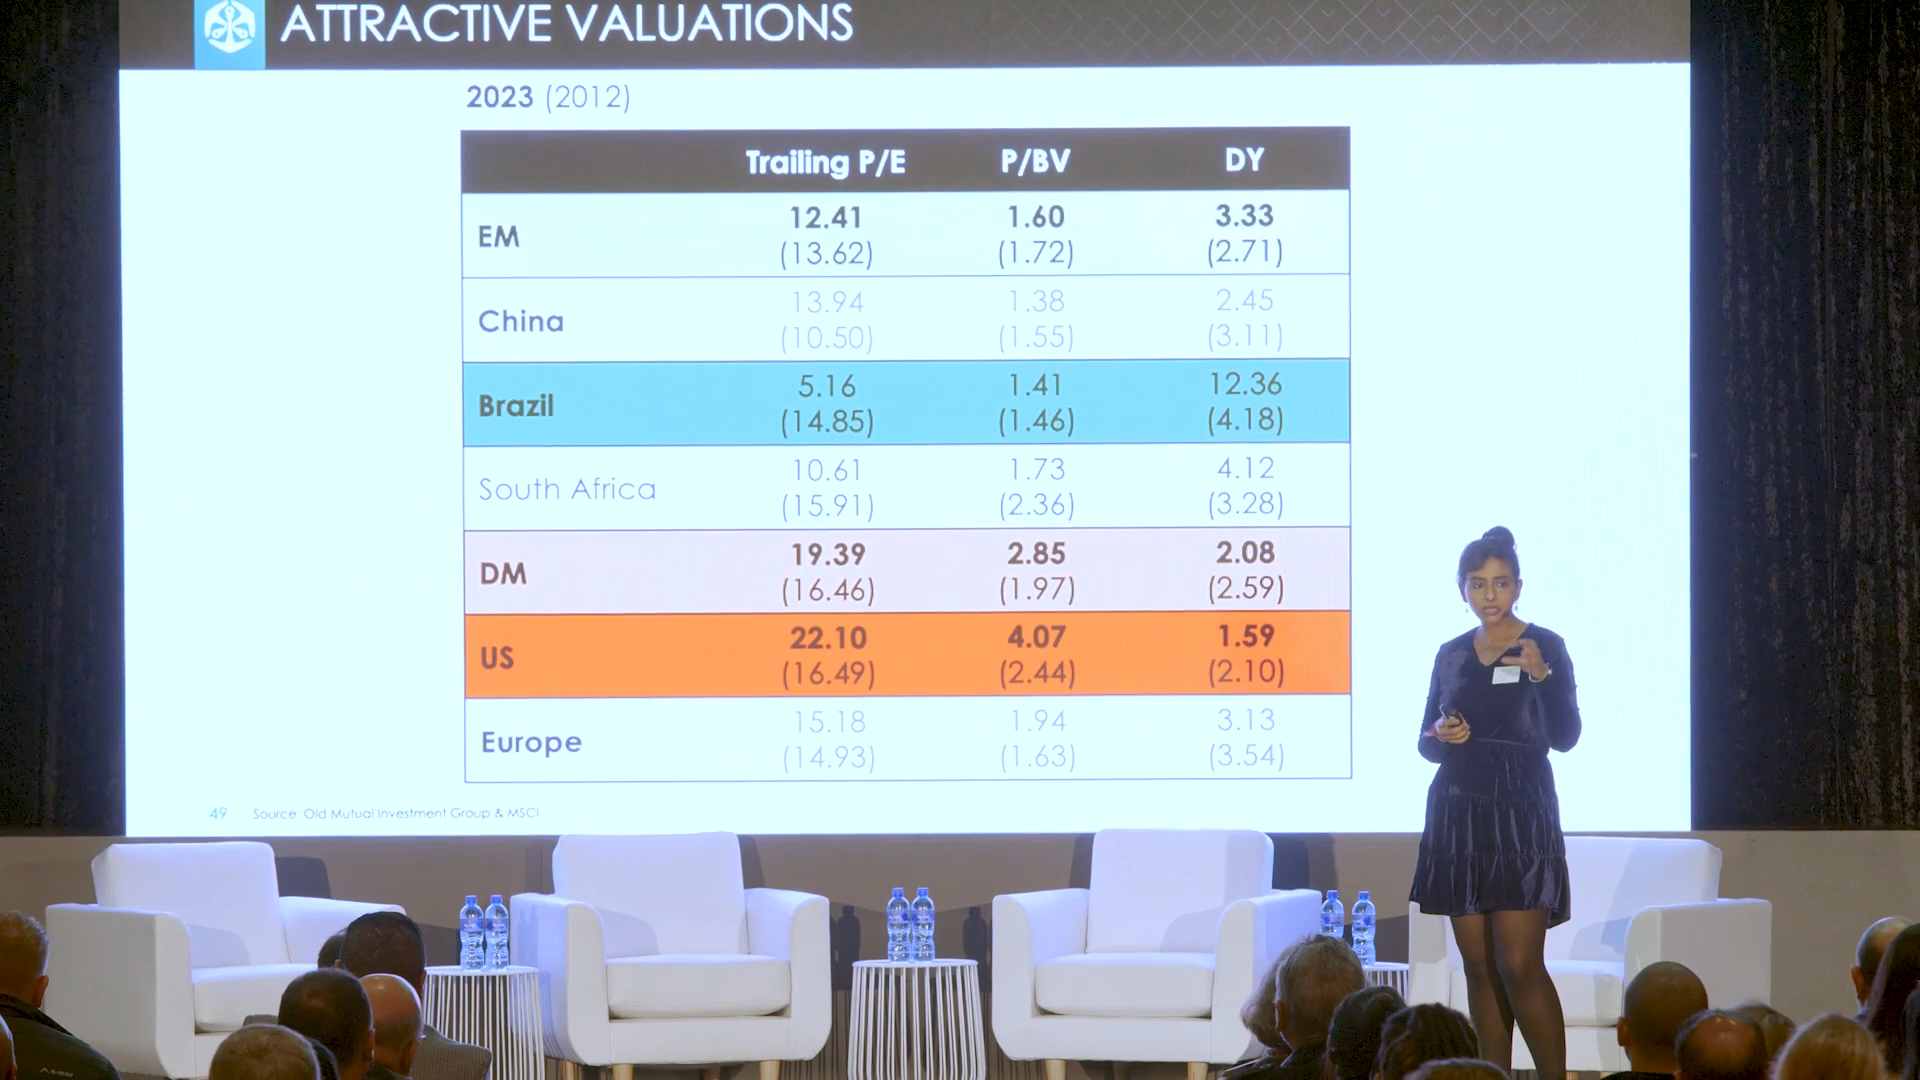 ATTRACTIVE VALUATIONS
2023 (2012)
Trailing P/E P/BV DY
EM 12.41 1.60 3.33
(13.62) (1.72) (2.71)
China 13.94 1.38 2.45
(10.50) (1.55) (3.11)
Brazil 5.16 1.41 12.36
(14.85) (1.46) (4.18)
South Africa 10.61 1.73 4.12
(15.91) (2.36) (3.28)
DM 19.39 2.85 2.08
(16.46) (1.97) (2.59)
US 22.10 4.07 1.59
(16.49) (2.44) (2.10)
Europe 15.18 1.94 3.13
(14.93) (1.63) (3.54)
49 Source: Old Mutual Investment Group & MSCI